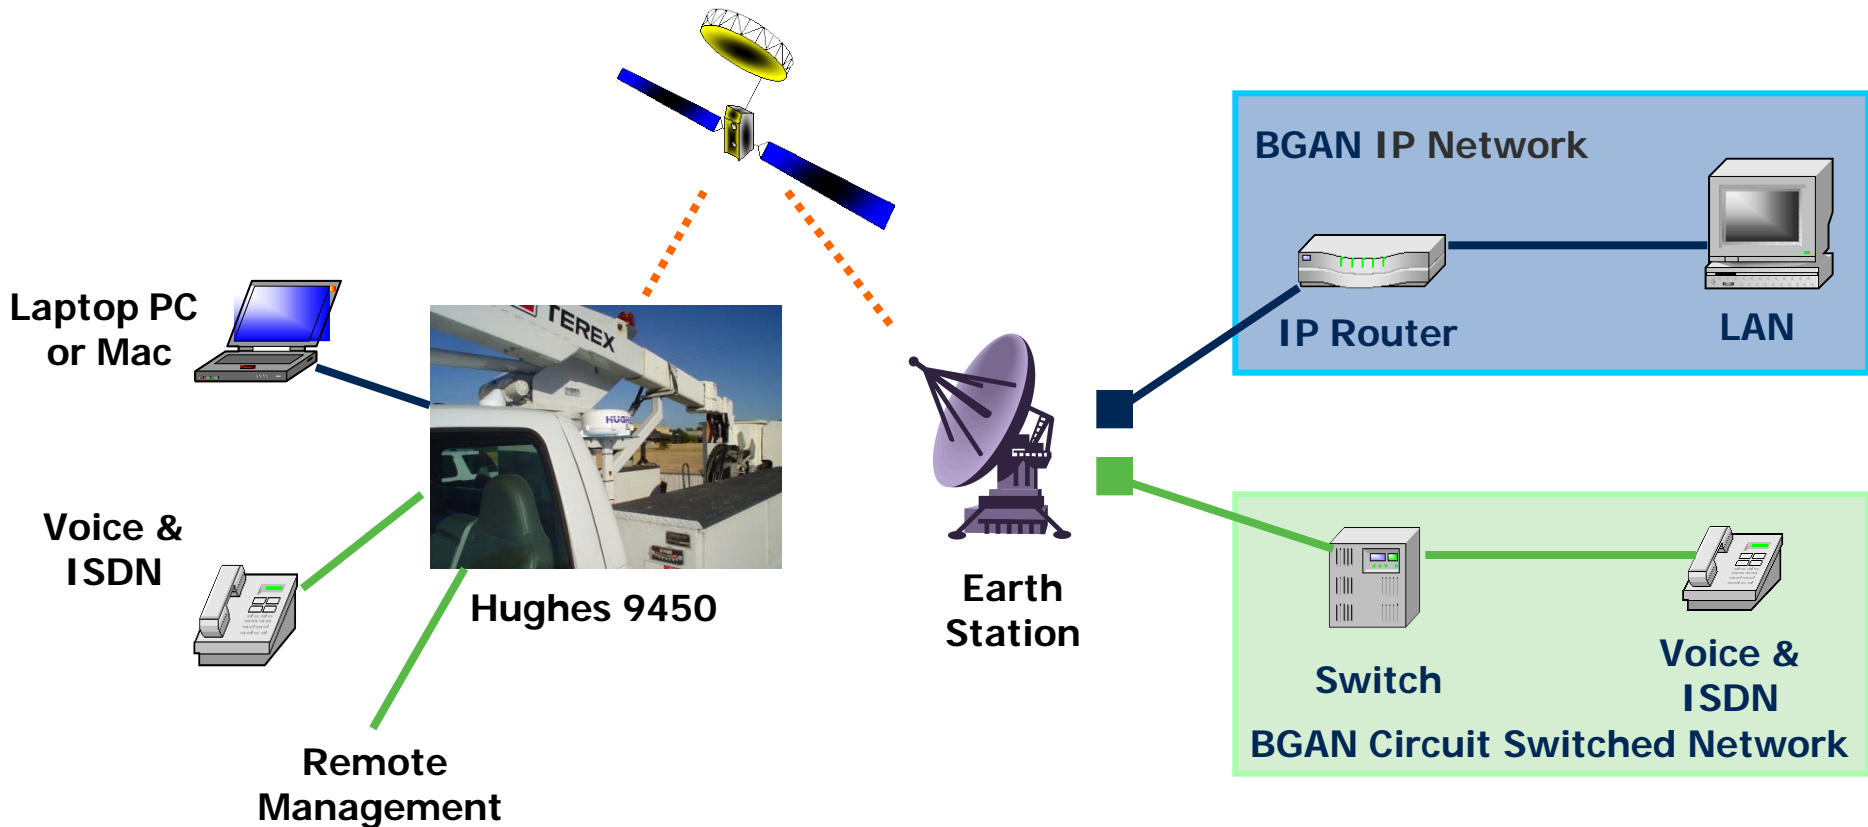 BGAN IP Network
Laptop PC
or Mac
TEREX
IP Router
LAN
HUGH
Voice &
ISDN
Hughes 9450
Earth
Station
Switch
Voice &
ISDN
BGAN Circuit Switched Network
Remote
Management